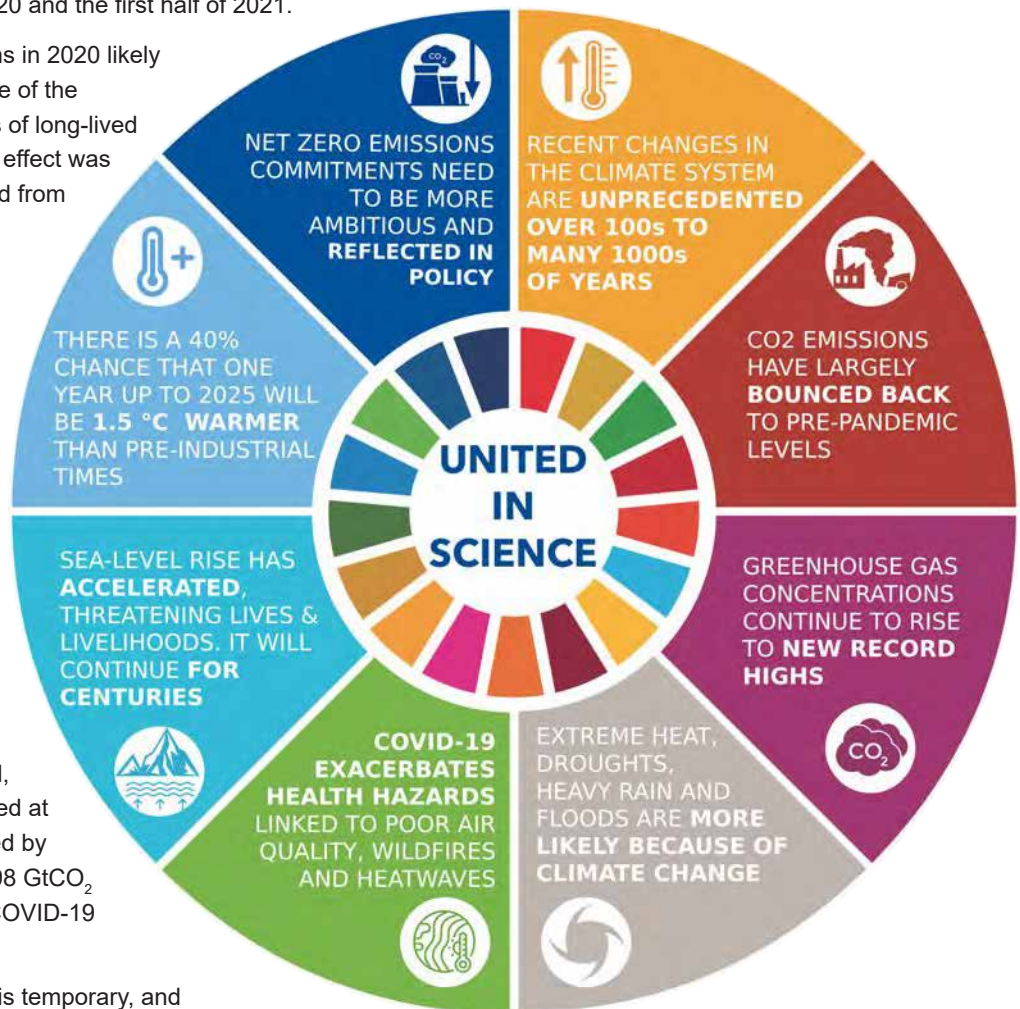 20 and the first half of 2021.
ns in 2020 likely
e of the
s of long-lived
effect was
d from
NET ZERO EMISSIONS
COMMITMENTS NEED
TO BE MORE
AMBITIOUS AND
REFLECTED IN
POLICY
CO2
RECENT CHANGES IN
THE CLIMATE SYSTEM
ARE UNPRECEDENTED
OVER 100s TO
MANY 1000s
OF YEARS
CO2 EMISSIONS
HAVE LARGELY
BOUNCED BACK
TO PRE-PANDEMIC
LEVELS
GREENHOUSE GAS
CONCENTRATIONS
CONTINUE TO RISE
TO NEW RECORD
HIGHS
CO2
EXTREME HEAT,
DROUGHTS,
HEAVY RAIN AND
FLOODS ARE MORE
LIKELY BECAUSE OF
CLIMATE CHANGE
COVID-19
EXACERBATES
HEALTH HAZARDS
LINKED TO POOR AIR
QUALITY, WILDFIRES
AND HEATWAVES
SEA-LEVEL RISE HAS
ACCELERATED,
THREATENING LIVES &
LIVELIHOODS. IT WILL
CONTINUE FOR
CENTURIES
THERE IS A 40%
CHANCE THAT ONE
YEAR UP TO 2025 WILL
BE 1.5 °C WARMER
THAN PRE-INDUSTRIAL
TIMES
UNITED
IN
SCIENCE
ed at
ed by
98 GtCO2
COVID-19
is temporary, and